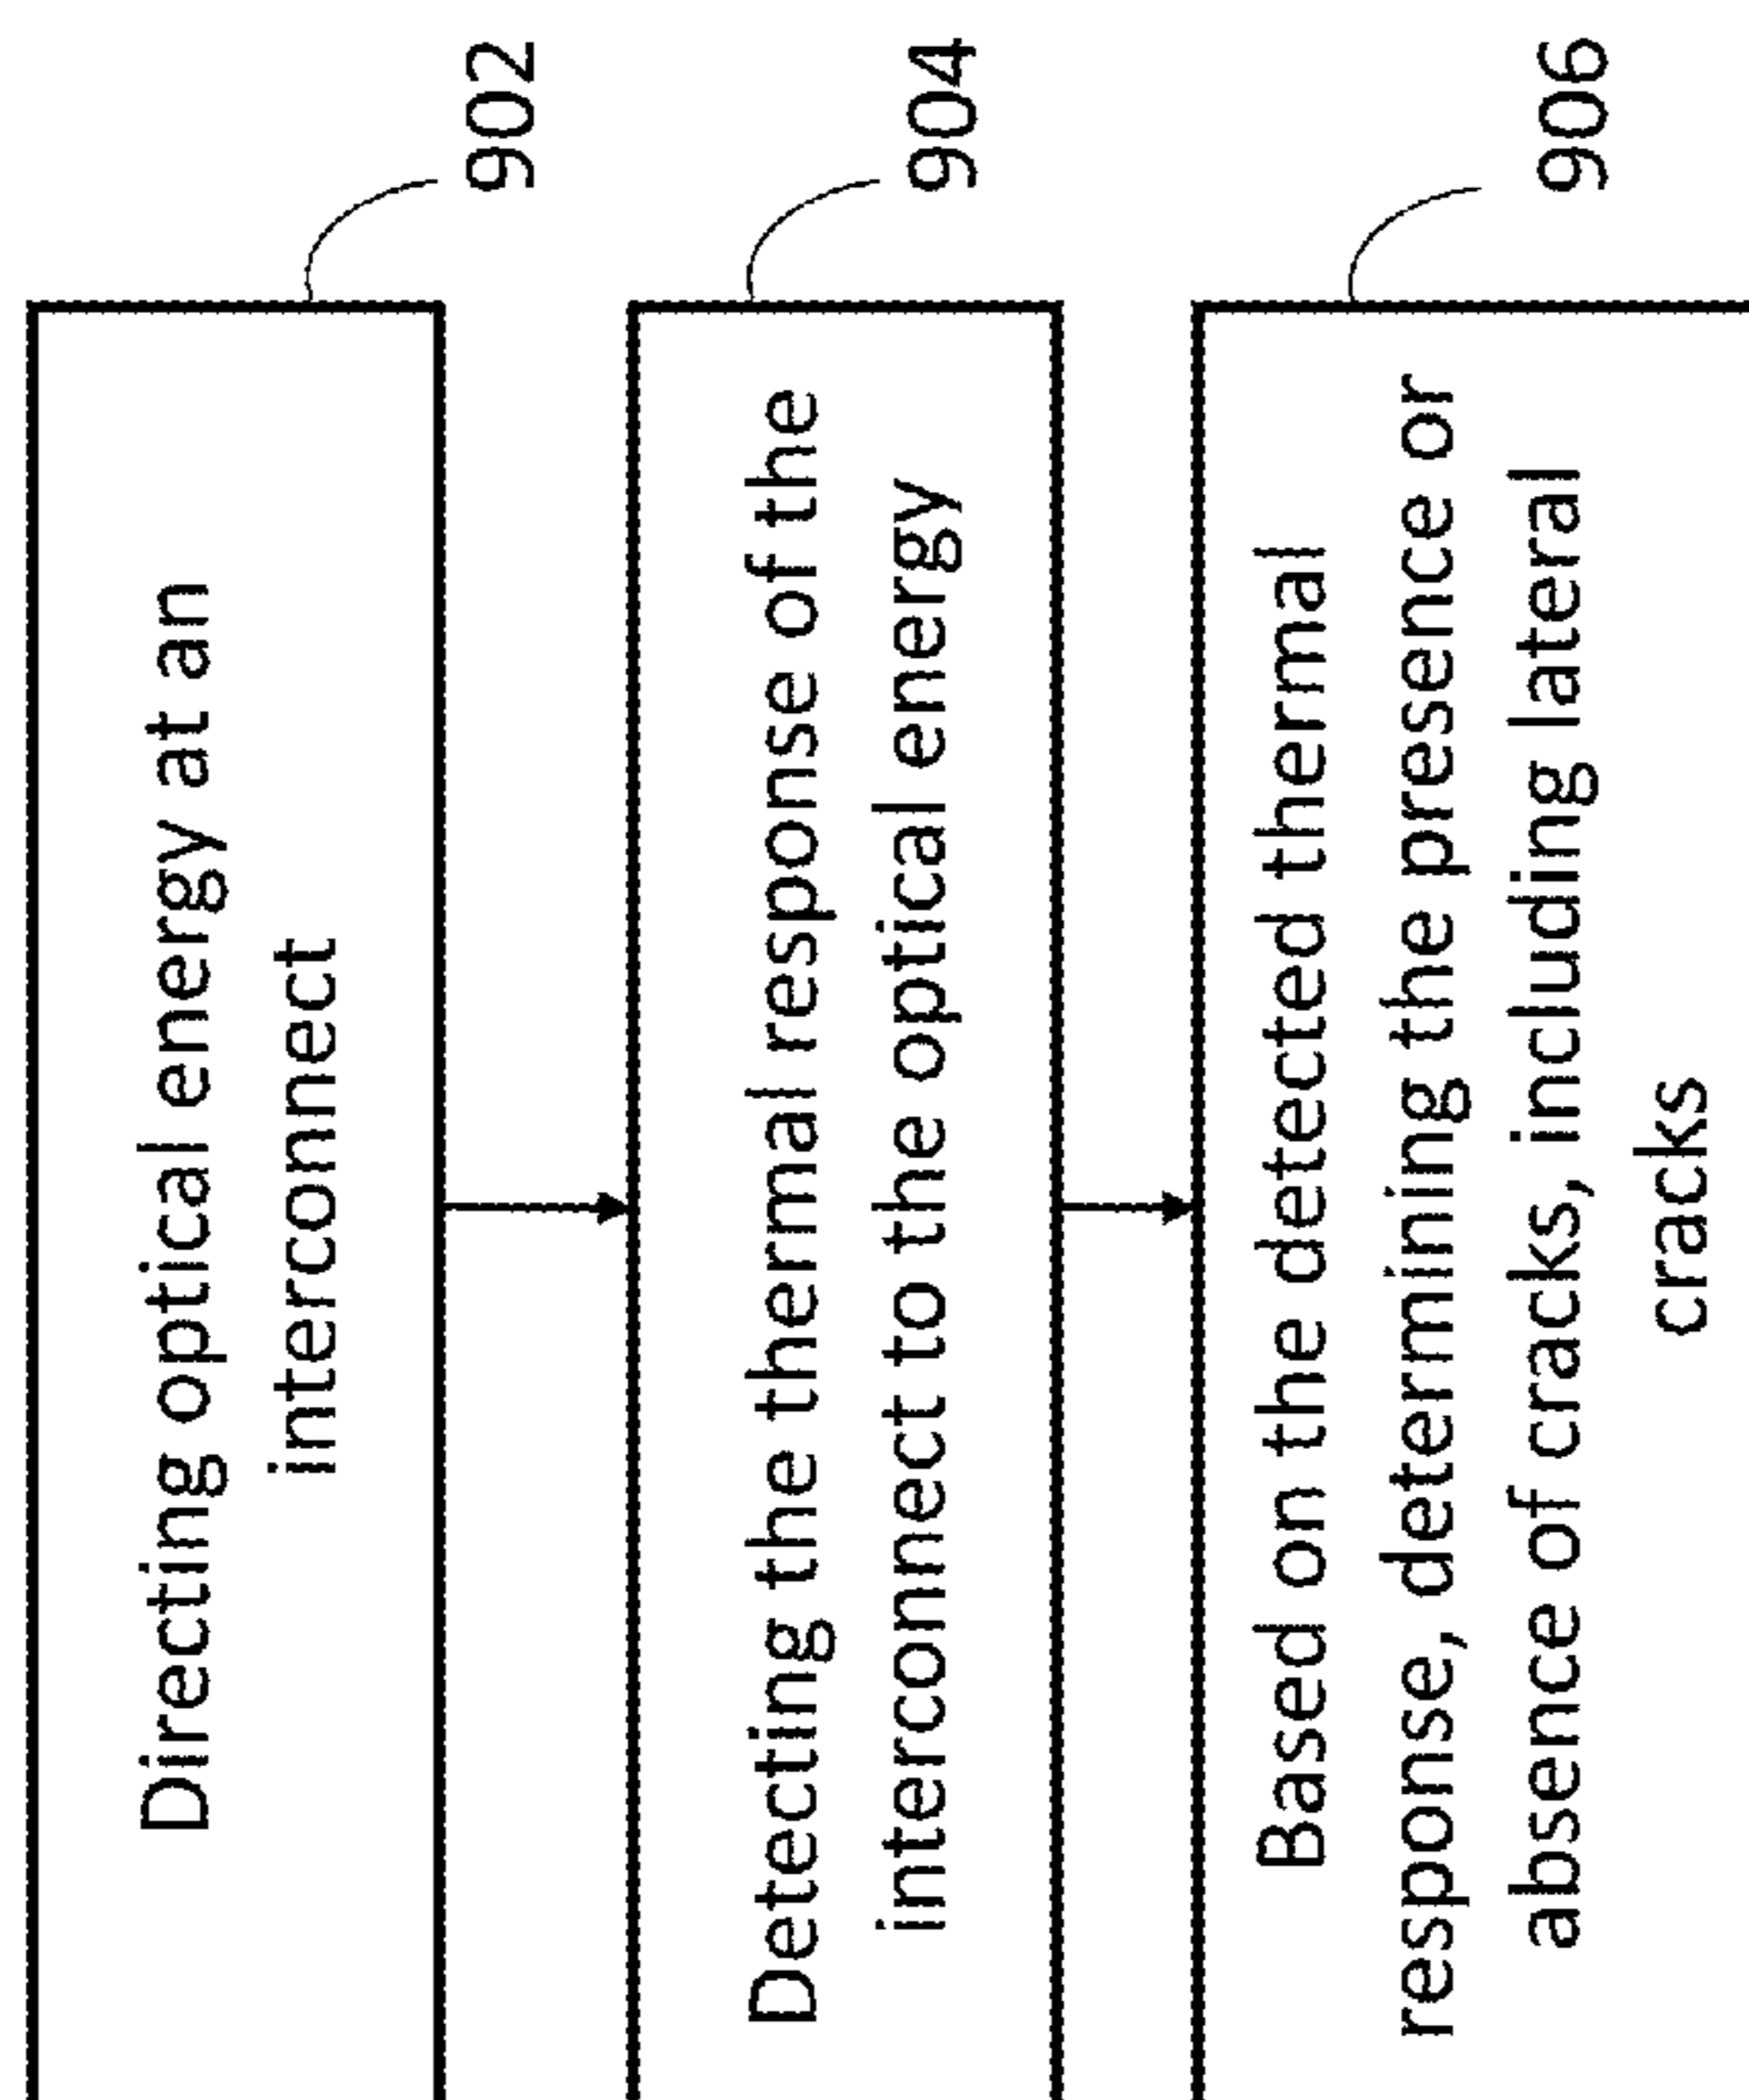 Directing optical energy at an
interconnect
902
Detecting the thermal response of the
interconnect to the optical energy
904
Based on the detected thermal
response, determining the presence or
absence of cracks, including lateral
cracks
906